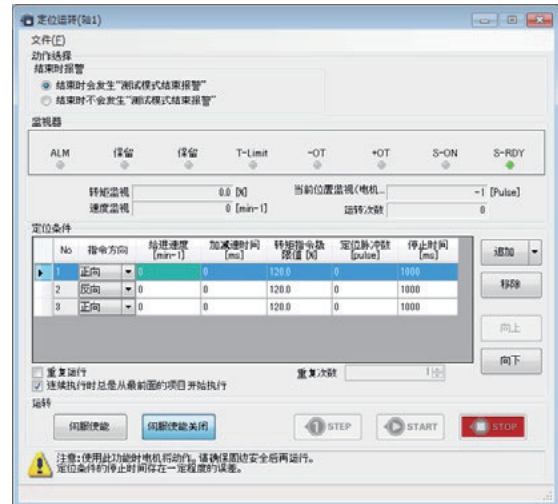 定位运转(轴1)
文件(F)
动作选择
结束时报警
结束时会发生"测试模式结束报警"
结束时不会发生"测试模式结束报警"
监视器
ALM 保留 保留 T-Limit -OT +OT S-ON S-RDY
转矩监视 0.0 [%] 当前位置监视(电机... -1 [Pulse]
速度监视 0 [min-1] 运转次数 0
定位条件
No 指令方向 给进速度 [min-1] 加减速时间 [ms] 转矩指令极限值 [%] 定位脉冲数 [pulse] 停止时间 [ms]
1 正向 0 0 120.0 0 1000
2 反向 0 0 120.0 0 1000
3 正向 0 0 120.0 0 1000
追加
移除
向上
向下
重复运行 重复次数 1
连续执行时总是从最前面的项目开始执行
运转
伺服使能 伺服使能关闭 STEP START STOP
注意:使用此功能时电机将动作。请确保周边安全后再运行。
定位条件的停止时间存在一定程度的误差。